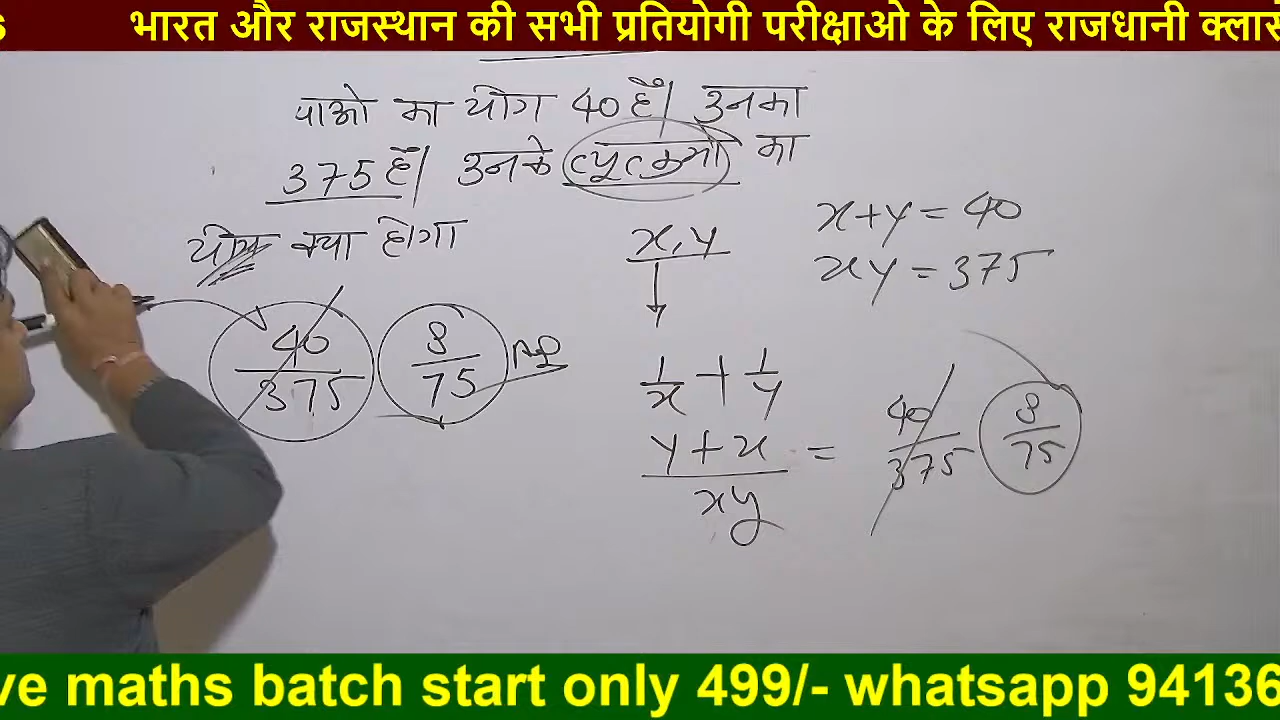 भारत और राजस्थान की सभी प्रतियोगी परीक्षाओ के लिए राजधानी क्लासे
का योग 40 है। उनका
375 है। उनके व्युत्क्रमो का
योग क्या होगा
x,y
x+y = 40
xy = 375
40/375
8/75
1/x + 1/y
y+x/xy = 40/375
8/75
ve maths batch start only 499/- whatsapp 94136